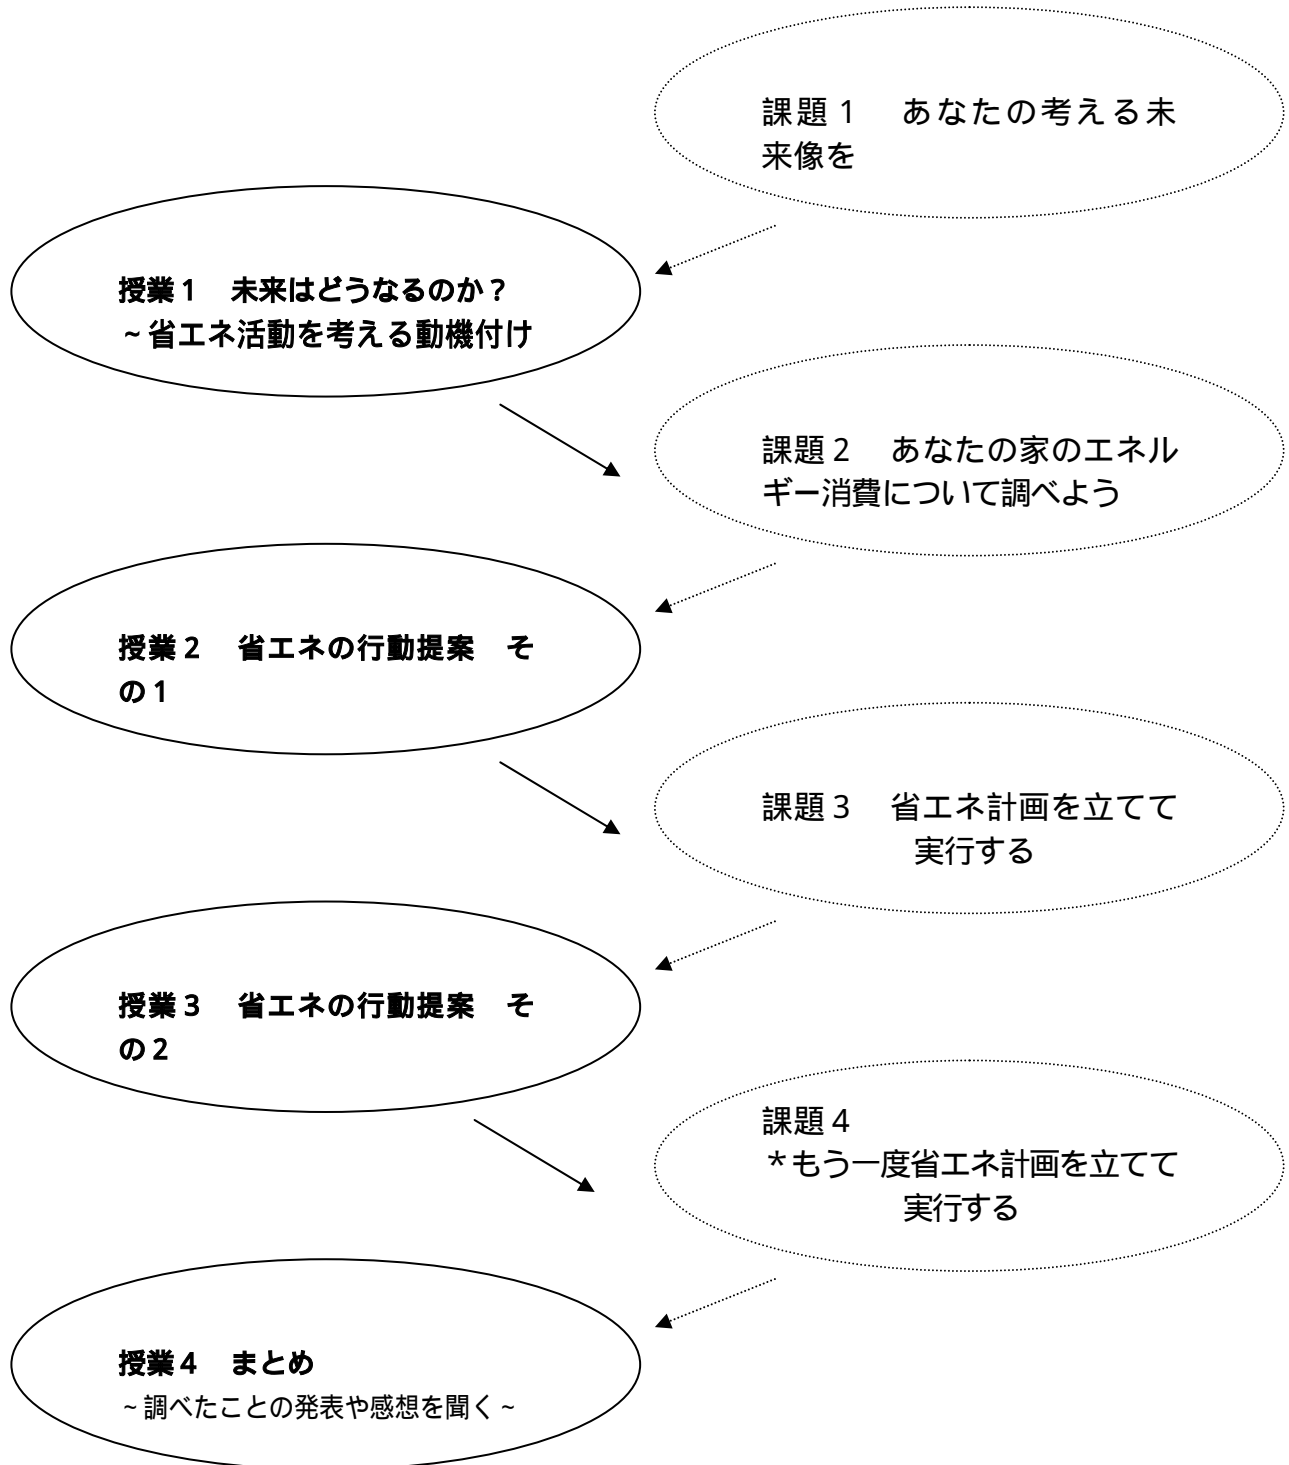 課題１　あなたの考える未
来像を
授業１　未来はどうなるのか？
～省エネ活動を考える動機付け
課題２　あなたの家のエネル
ギー消費について調べよう
授業２　省エネの行動提案　そ
の１
課題３　省エネ計画を立てて
実行する
授業３　省エネの行動提案　そ
の２
課題４
＊もう一度省エネ計画を立てて
実行する
授業４　まとめ
～調べたことの発表や感想を聞く～